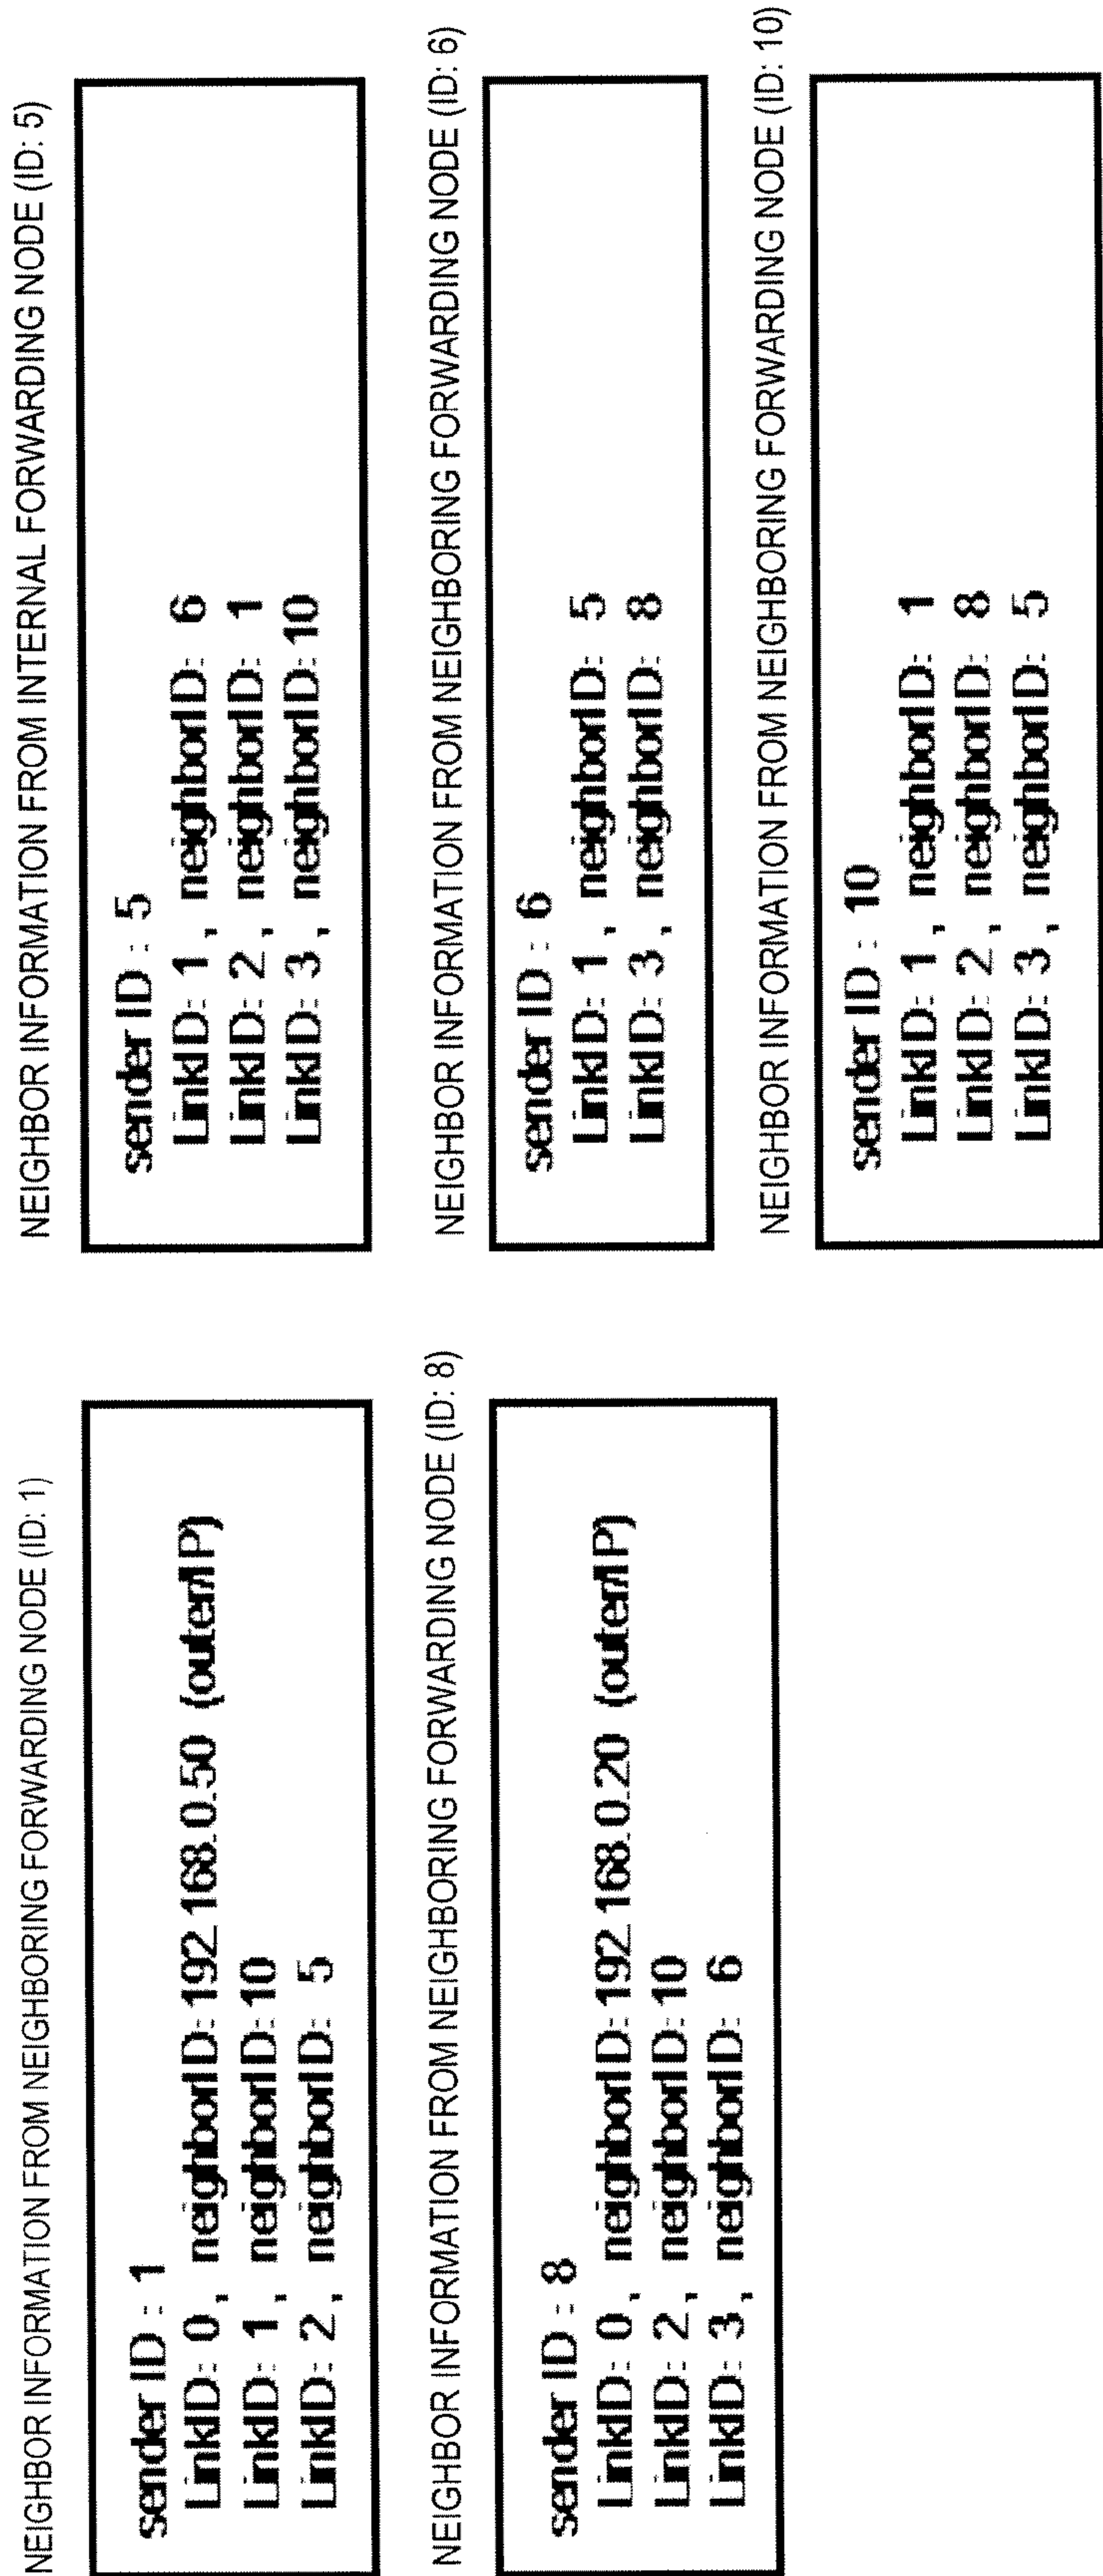 NEIGHBOR INFORMATION FROM NEIGHBORING FORWARDING NODE (ID: 1)
sender ID : 1
LinkID: 0, neighborID: 192.168.0.50 (outer/IP)
LinkID: 1, neighborID: 10
LinkID: 2, neighborID: 5
NEIGHBOR INFORMATION FROM NEIGHBORING FORWARDING NODE (ID: 8)
sender ID : 8
LinkID: 0, neighborID: 192.168.0.20 (outer/IP)
LinkID: 2, neighborID: 10
LinkID: 3, neighborID: 6
NEIGHBOR INFORMATION FROM INTERNAL FORWARDING NODE (ID: 5)
sender ID : 5
LinkID: 1, neighborID: 6
LinkID: 2, neighborID: 1
LinkID: 3, neighborID: 10
NEIGHBOR INFORMATION FROM NEIGHBORING FORWARDING NODE (ID: 6)
sender ID : 6
LinkID: 1, neighborID: 5
LinkID: 3, neighborID: 8
NEIGHBOR INFORMATION FROM NEIGHBORING FORWARDING NODE (ID: 10)
sender ID : 10
LinkID: 1, neighborID: 1
LinkID: 2, neighborID: 8
LinkID: 3, neighborID: 5